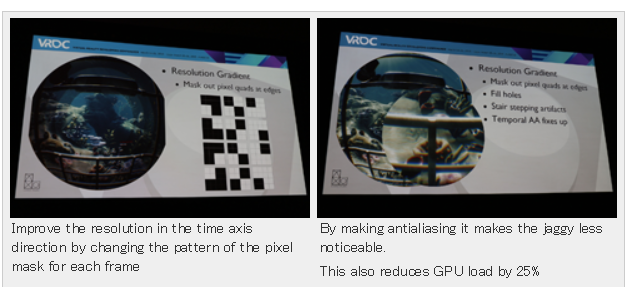 VROC
Resolution Gradient
Mask out pixel quads at edges
VROC
Resolution Gradient
Mask out pixel quads at edges
Fill holes
Stair stepping artifacts
Temporal AA fixes up
Improve the resolution in the time axis
direction by changing the pattern of the pixel
mask for each frame
By making antialiasing it makes the jaggy less
noticeable.
This also reduces GPU load by 25%